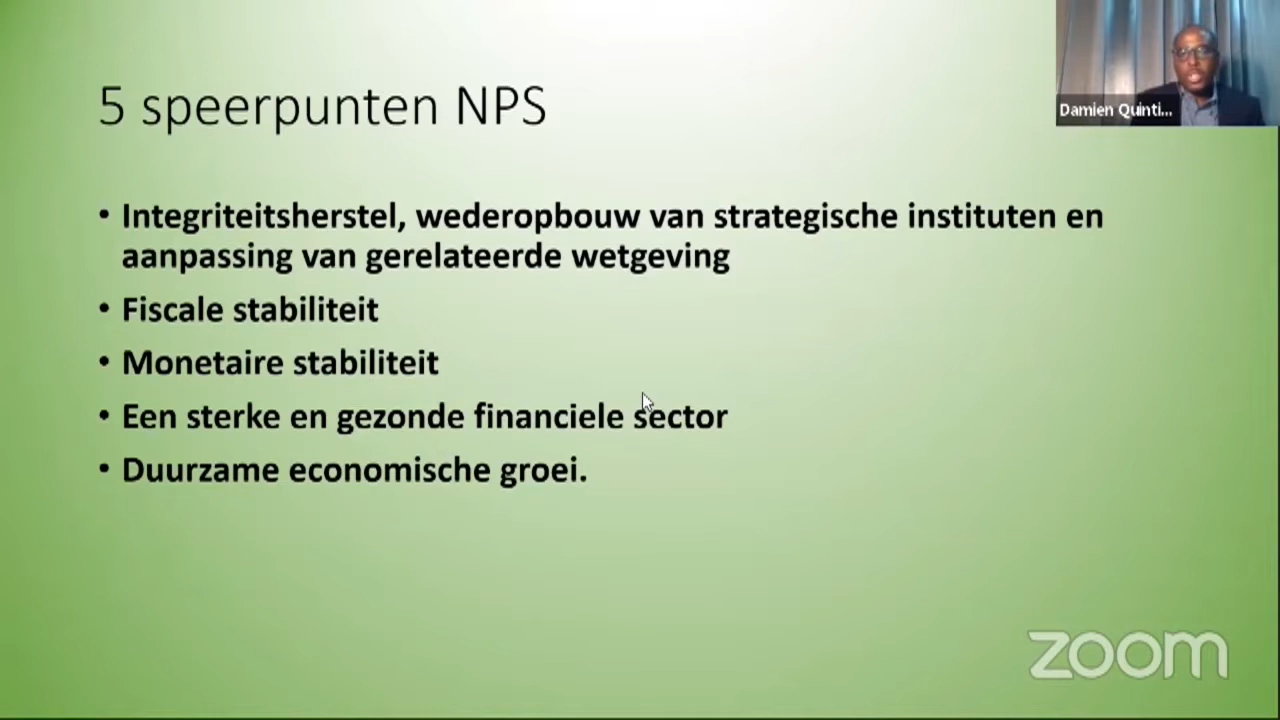 5 speerpunten NPS
Damien Quinti...
• Integriteitsherstel, wederopbouw van strategische instituten en
aanpassing van gerelateerde wetgeving
• Fiscale stabiliteit
• Monetaire stabiliteit
• Een sterke en gezonde financiele sector
• Duurzame economische groei.
zoom